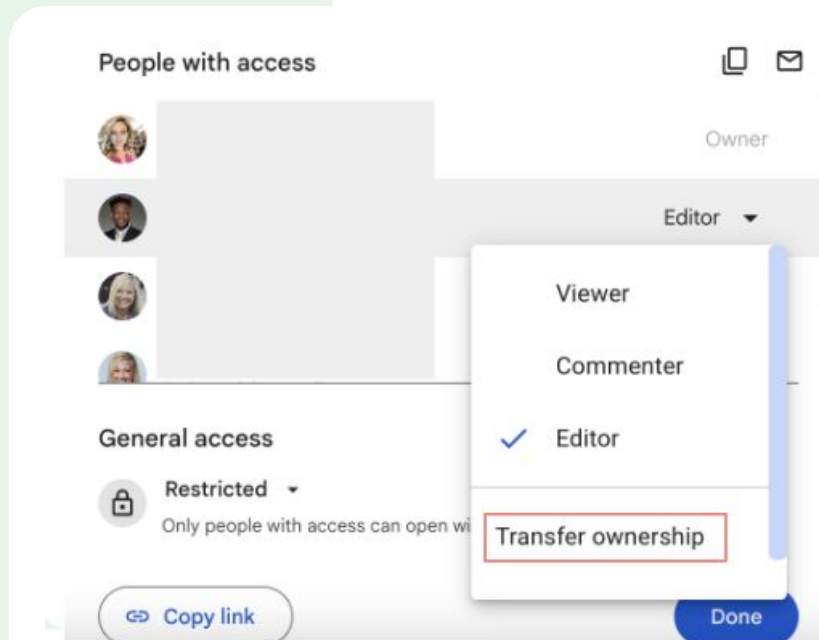 People with access
Owner
Editor
Viewer
Commenter
Editor
General access
Restricted
Only people with access can open wi
Transfer ownership
Copy link
Done